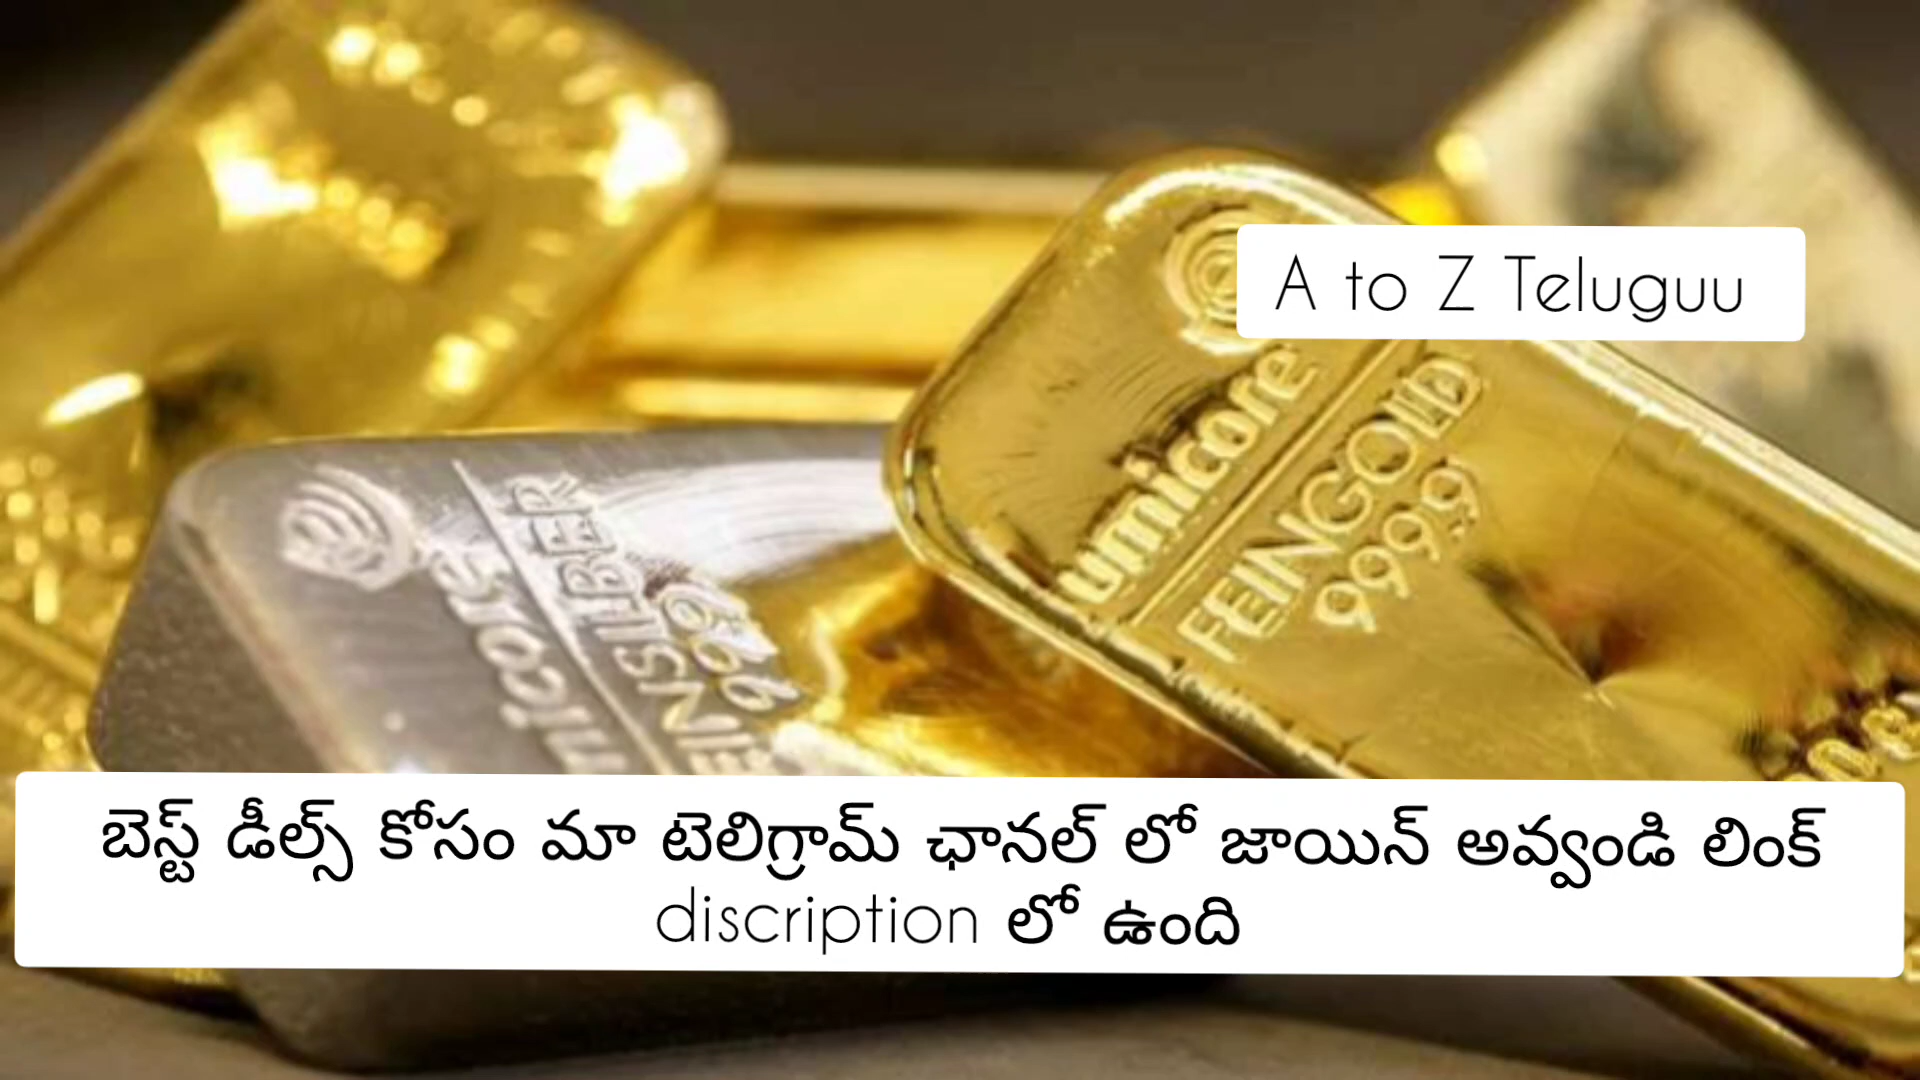 A to Z Teluguu
umicore
FEINGOLD
999.9
umicore
FEINSILBER
999
బెస్ట్ డీల్స్ కోసం మా టెలిగ్రామ్ ఛానల్ లో జాయిన్ అవ్వండి లింక్
discription లో ఉంది